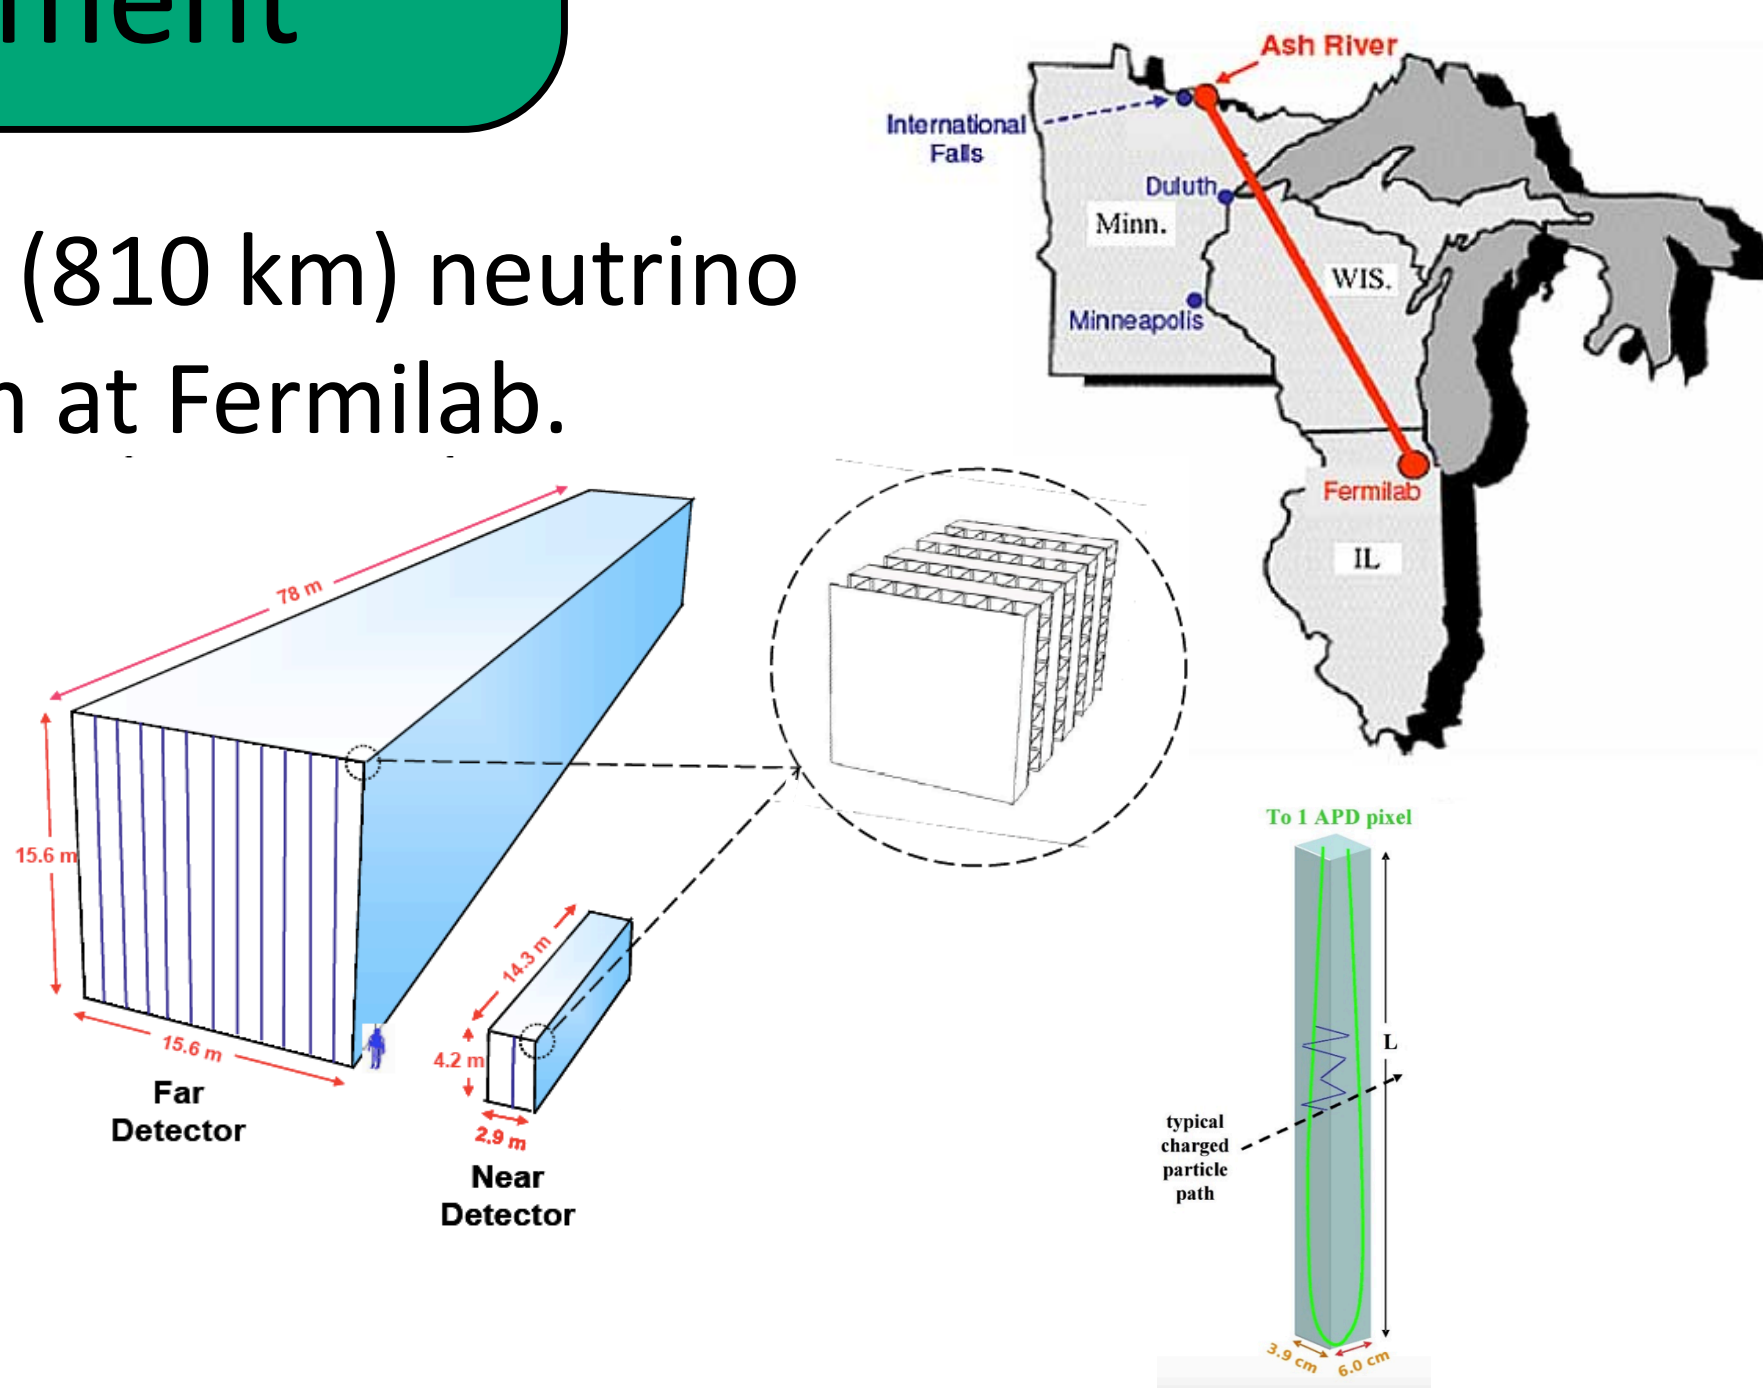 ment
(810 km) neutrino
at Fermilab.
Ash River
International
Falls
Duluth
Minn.
WIS.
Minneapolis
Fermilab
IL
78 m
15.6 m
15.6 m
Far
Detector
14.3 m
4.2 m
2.9 m
Near
Detector
To 1 APD pixel
L
typical
charged
particle
path
3.9 cm
6.0 cm